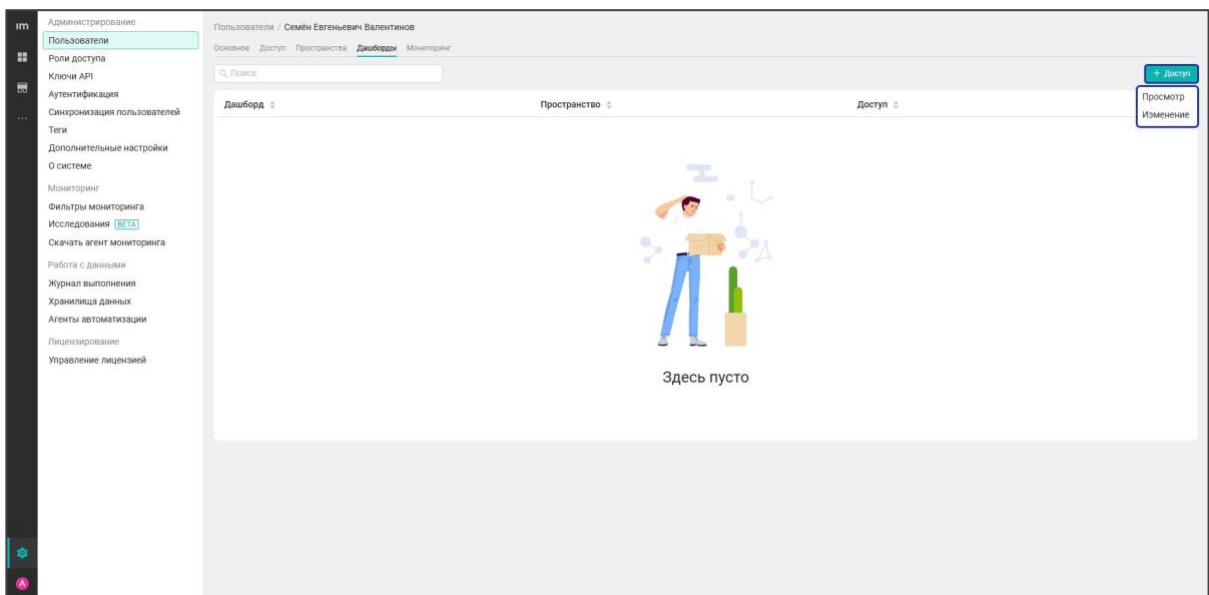 im
Администрирование
Пользователи
Роли доступа
Ключи API
Аутентификация
Синхронизация пользователей
Теги
Дополнительные настройки
О системе
Мониторинг
Фильтры мониторинга
Исследования BETA
Скачать агент мониторинга
Работа с данными
Журнал выполнения
Хранилища данных
Агенты автоматизации
Лицензирование
Управление лицензией
A
Пользователи / Семён Евгеньевич Валентинов
Основное Доступ Пространства Дашборды Мониторинг
Поиск
+ Доступ
Просмотр
Изменение
Дашборд Пространство Доступ
Здесь пусто